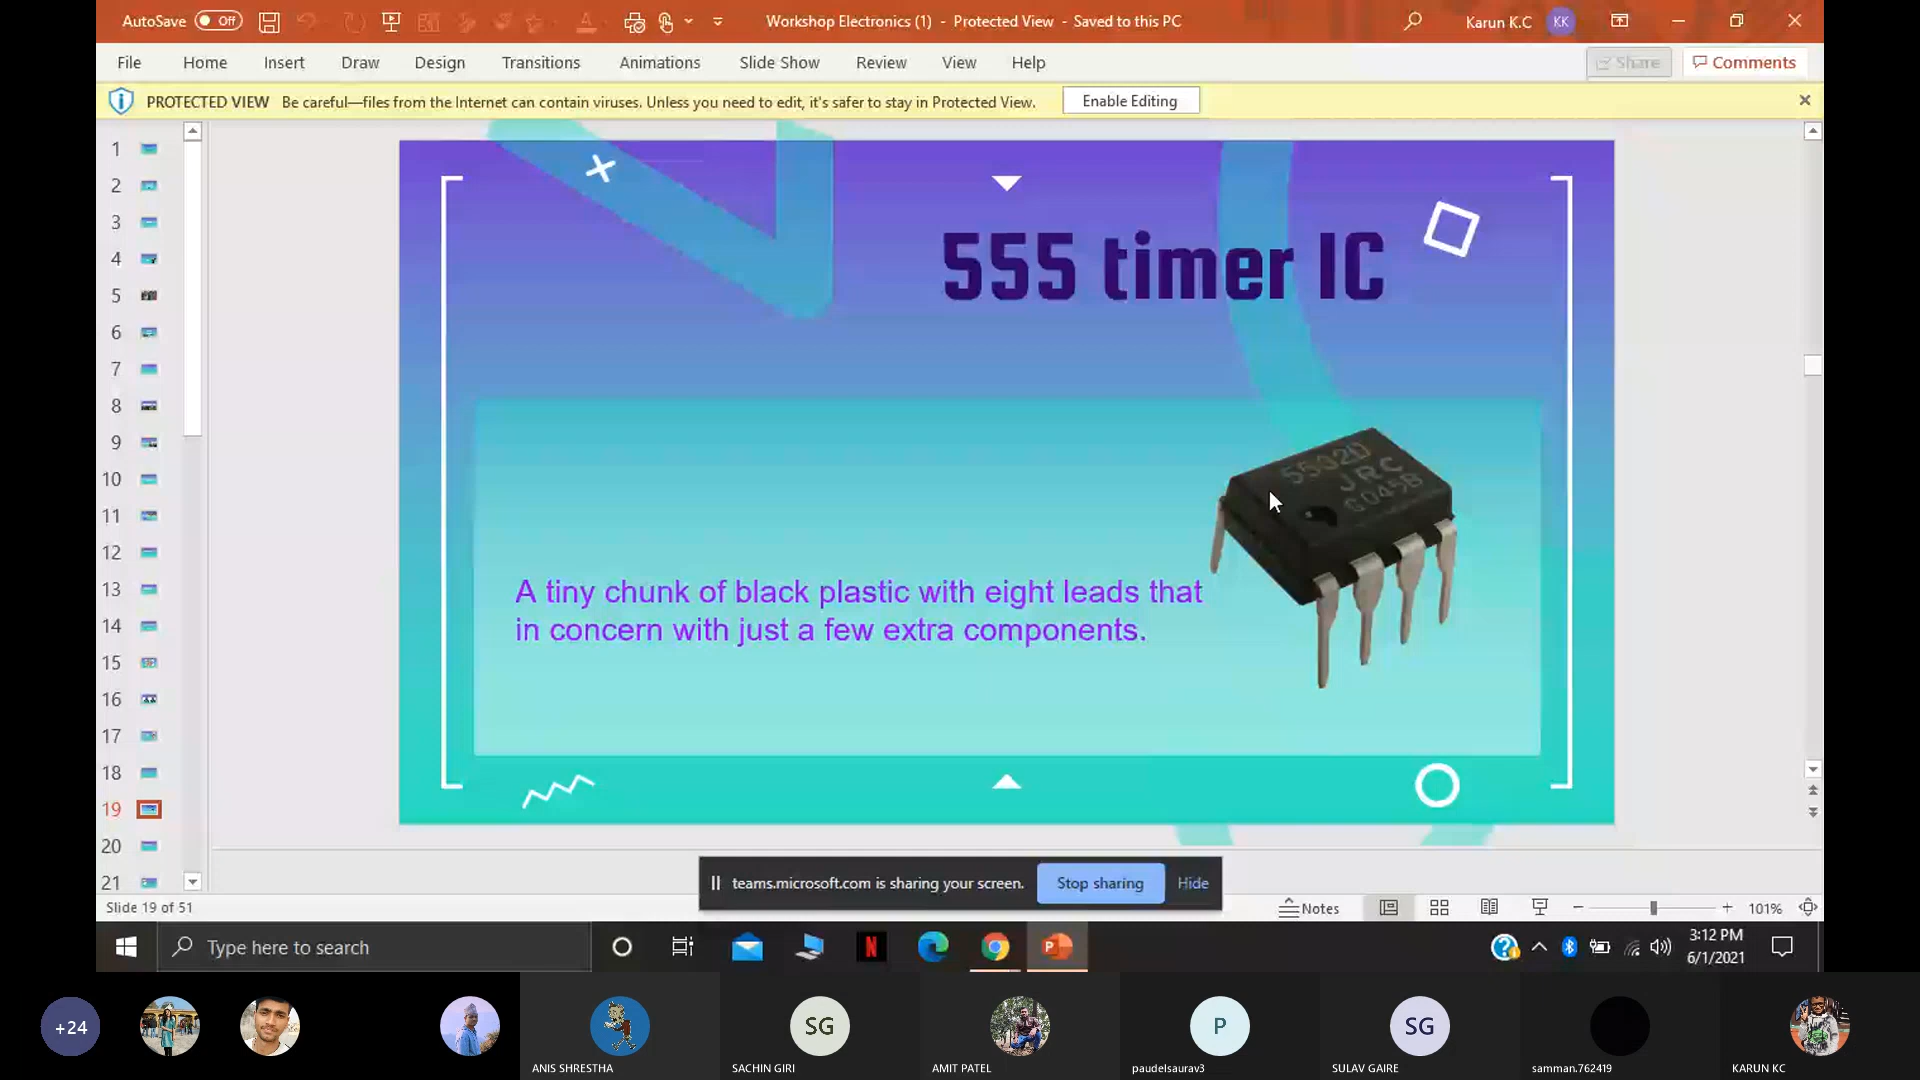 AutoSave Off Workshop Electronics (1) - Protected View - Saved to this PC Karun K.C KK
File Home Insert Draw Design Transitions Animations Slide Show Review View Help Share Comments
PROTECTED VIEW Be careful—files from the Internet can contain viruses. Unless you need to edit, it's safer to stay in Protected View. Enable Editing
1
2
3
4
5
6
7
8
9
10
11
12
13
14
15
16
17
18
19
20
21
555 timer IC
5532D
JRC
G045B
A tiny chunk of black plastic with eight leads that
in concern with just a few extra components.
teams.microsoft.com is sharing your screen. Stop sharing Hide
Slide 19 of 51 Notes 101%
Type here to search
3:12 PM
6/1/2021
+24 SG P SG
ANIS SHRESTHA SACHIN GIRI AMIT PATEL paudelsaurav3 SULAV GAIRE samman.762419 KARUN KC